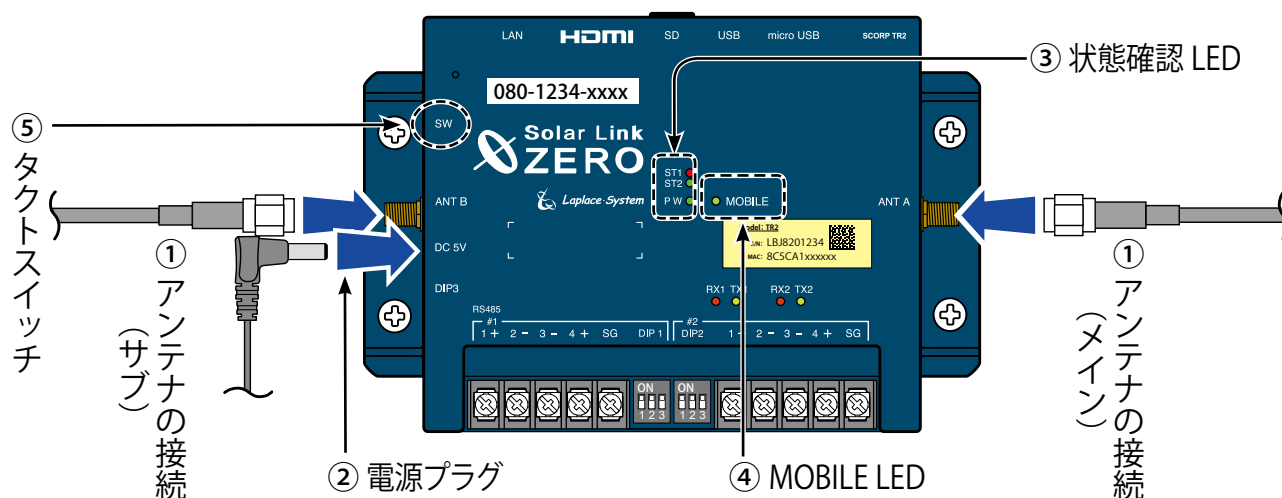 LAN HDMI SD USB micro USB SCORP TR2
③ 状態確認 LED
080-1234-xxxx
⑤ タクトスイッチ
SW
Solar Link
ZERO
ST1
ST2
PW
MOBILE
ANT B
Laplace·System
ANT A
Model: TR2
S/N: LBJ8201234
MAC: 8C5CA1xxxxxx
DC 5V
① アンテナの接続
（サブ）
① アンテナの接続
（メイン）
DIP3
RX1 TX1 RX2 TX2
RS485
#1 #2
1 + 2 − 3 − 4 + SG DIP 1 DIP2 1 + 2 − 3 − 4 + SG
ON ON
1 2 3 1 2 3
② 電源プラグ
④ MOBILE LED